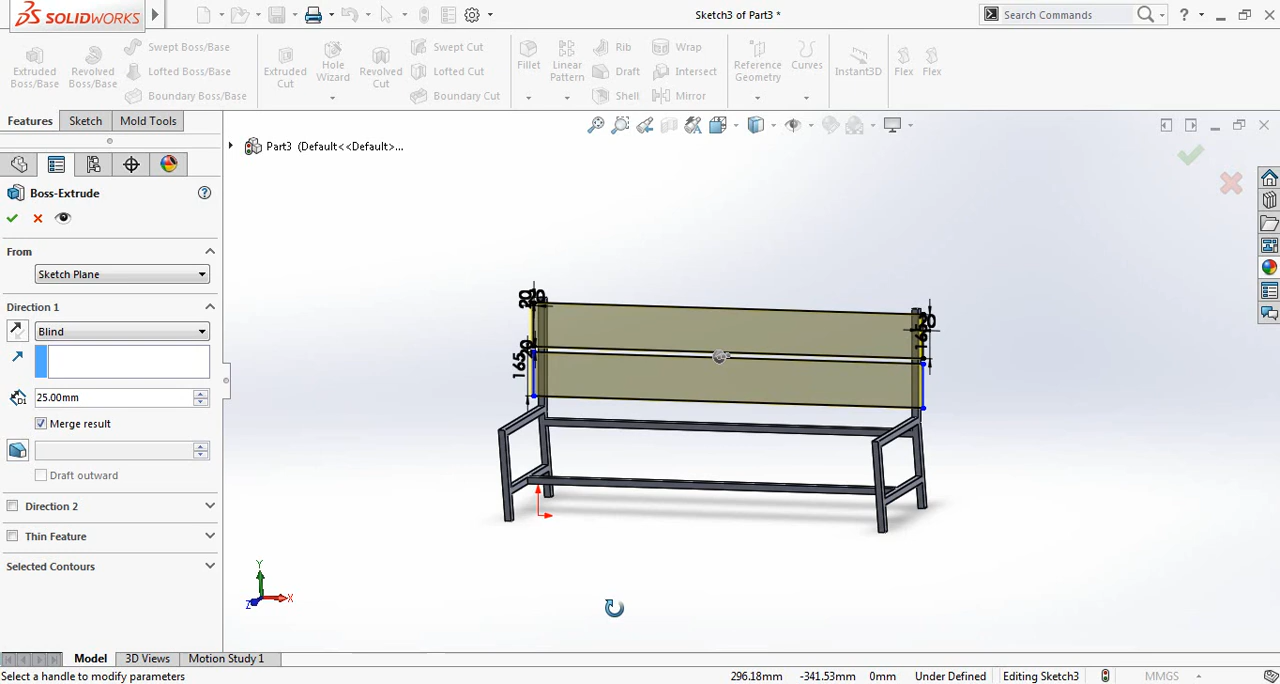 SOLIDWORKS
Sketch3 of Part3 *
Search Commands
?
Extruded Boss/Base
Revolved Boss/Base
Swept Boss/Base
Lofted Boss/Base
Boundary Boss/Base
Extruded Cut
Hole Wizard
Revolved Cut
Swept Cut
Lofted Cut
Boundary Cut
Fillet
Linear Pattern
Rib
Draft
Shell
Wrap
Intersect
Mirror
Reference Geometry
Curves
Instant3D
Flex
Flex
Features
Sketch
Mold Tools
Part3 (Default<<Default>...
Boss-Extrude
From
Sketch Plane
Direction 1
Blind
D1
25.00mm
Merge result
Draft outward
Direction 2
Thin Feature
Selected Contours
20
20
165
165
Y
X
Z
Model
3D Views
Motion Study 1
Select a handle to modify parameters
296.18mm
-341.53mm
0mm
Under Defined
Editing Sketch3
MMGS